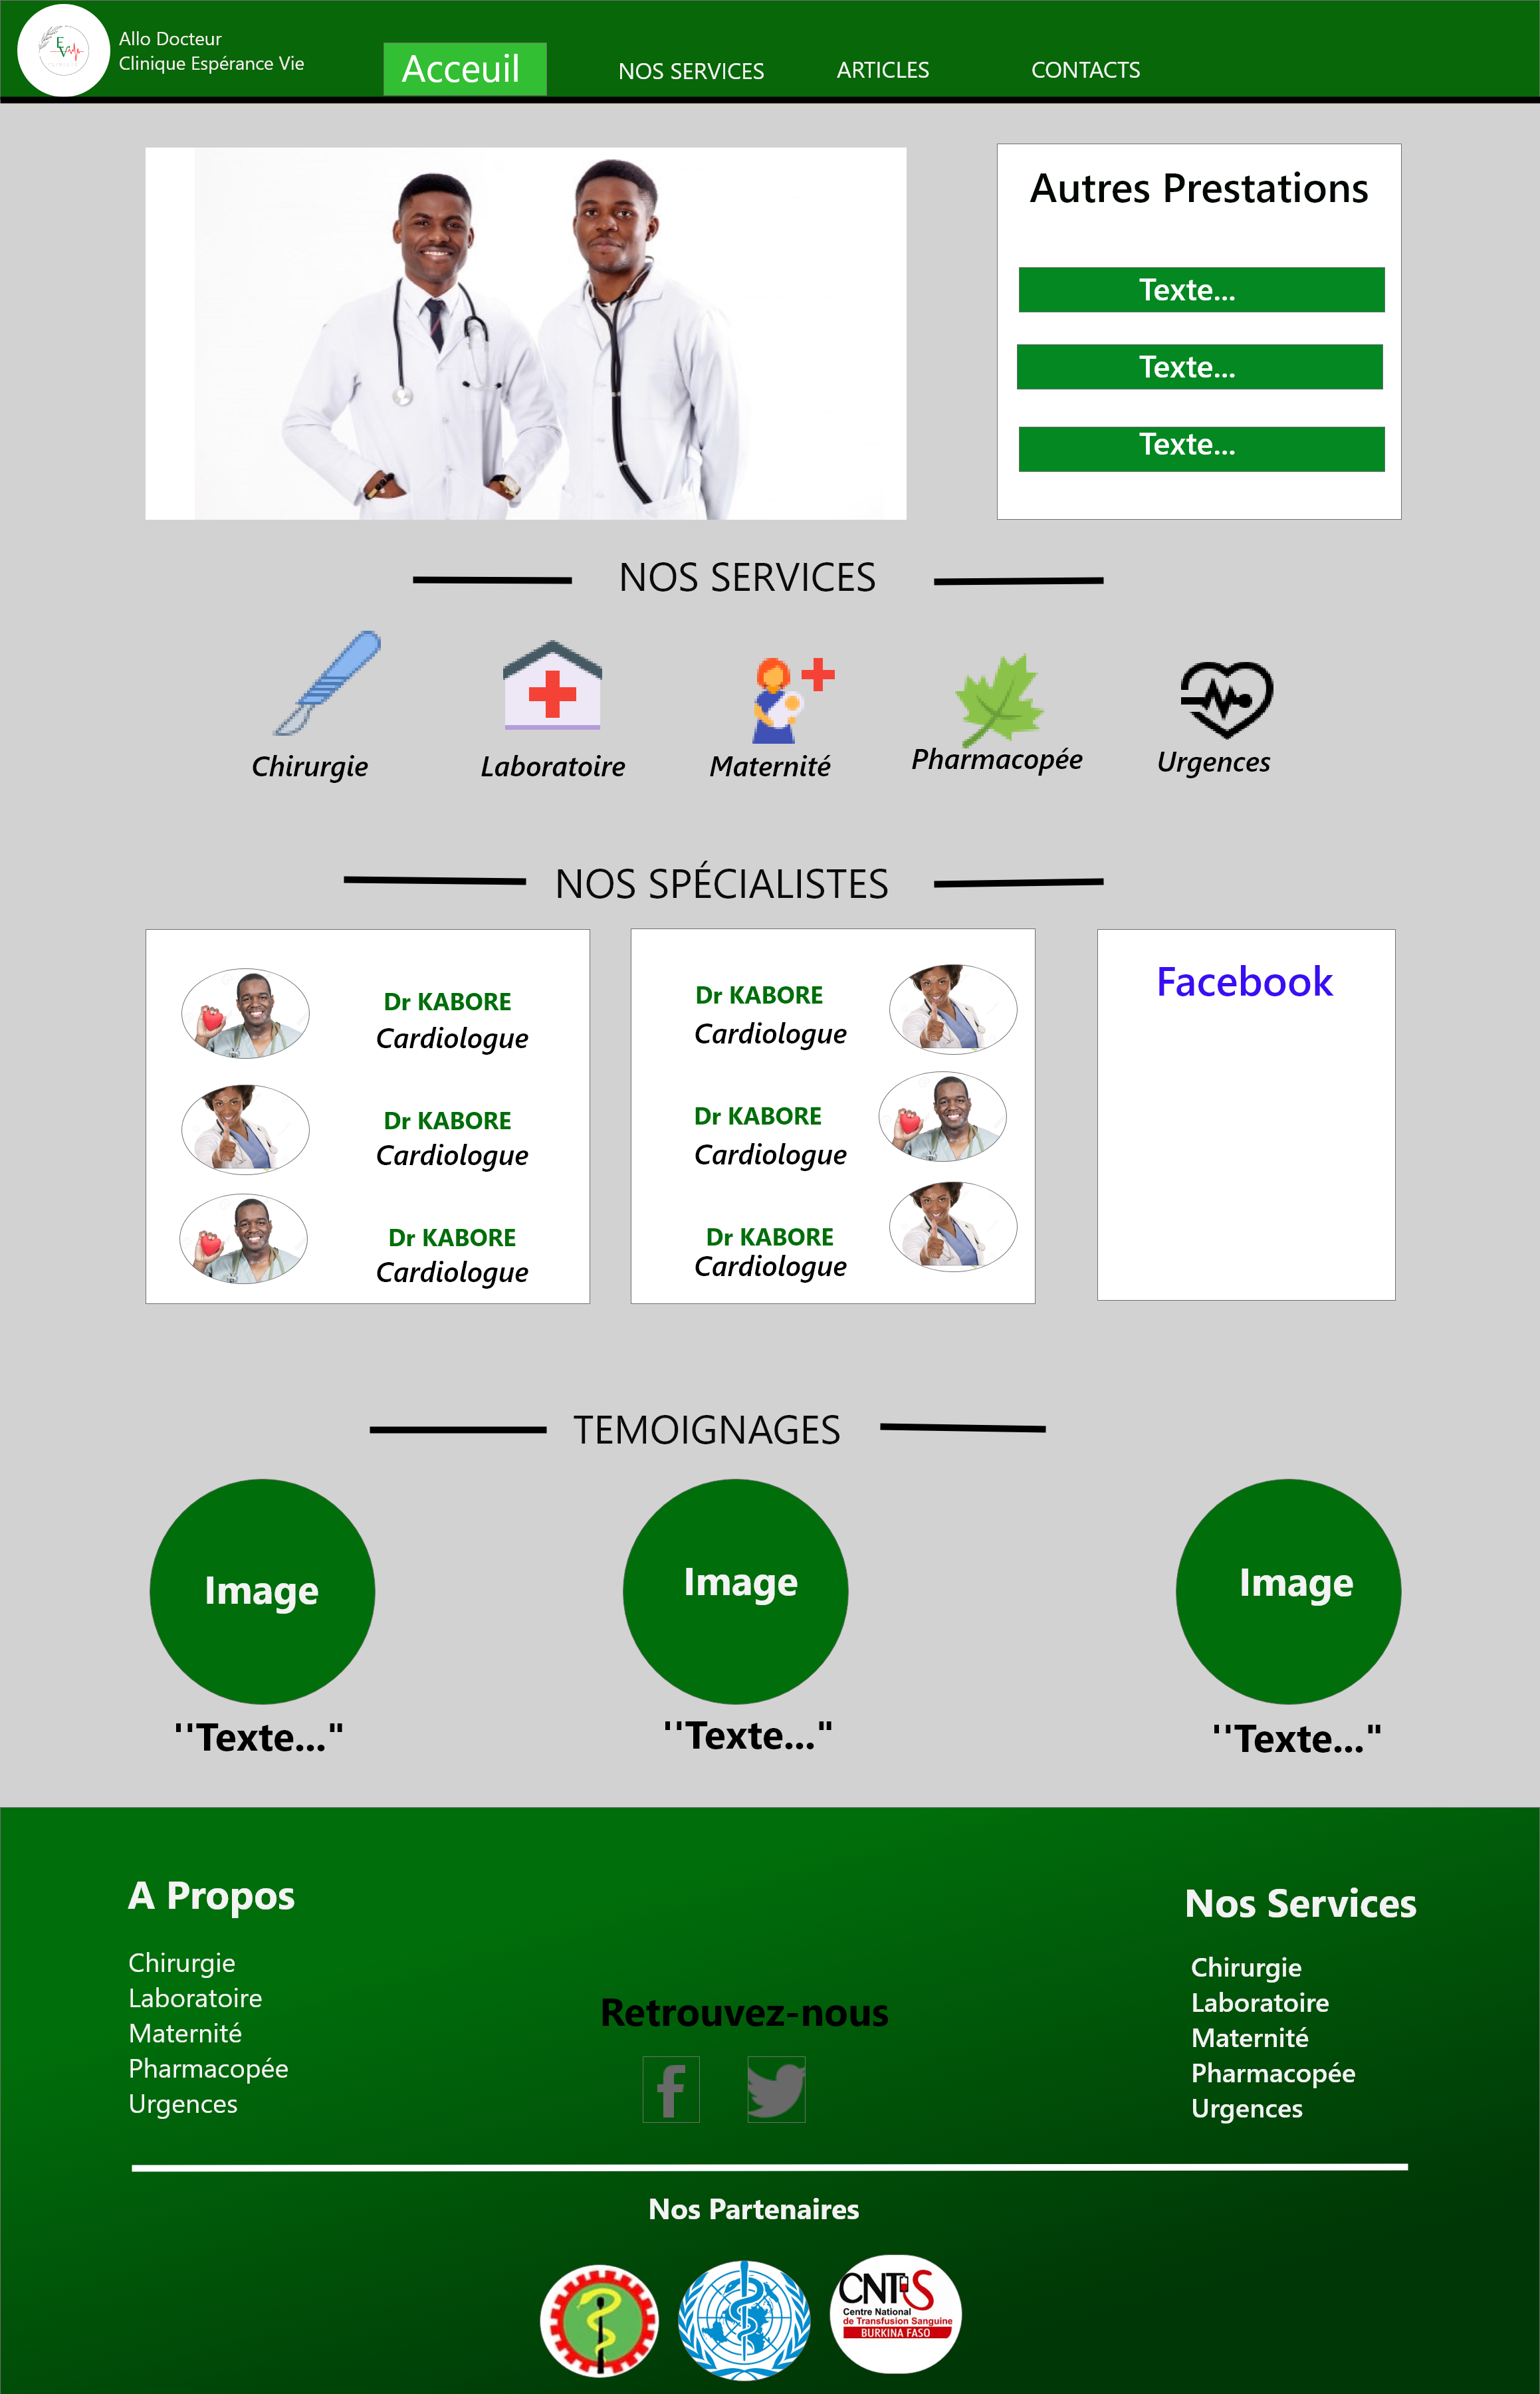 Allo Docteur
Clinique Espérance Vie
Acceuil
NOS SERVICES
ARTICLES
CONTACTS
EV
Autres Prestations
Texte...
Texte...
Texte...
NOS SERVICES
Chirurgie
Laboratoire
Maternité
Pharmacopée
Urgences
NOS SPÉCIALISTES
Dr KABORE
Cardiologue
Dr KABORE
Cardiologue
Dr KABORE
Cardiologue
Dr KABORE
Cardiologue
Dr KABORE
Cardiologue
Dr KABORE
Cardiologue
Facebook
TEMOIGNAGES
Image
Image
Image
''Texte..."
''Texte..."
''Texte..."
A Propos
Chirurgie
Laboratoire
Maternité
Pharmacopée
Urgences
Retrouvez-nous
f
Nos Services
Chirurgie
Laboratoire
Maternité
Pharmacopée
Urgences
Nos Partenaires
CNTS
Centre National
de Transfusion Sanguine
BURKINA FASO